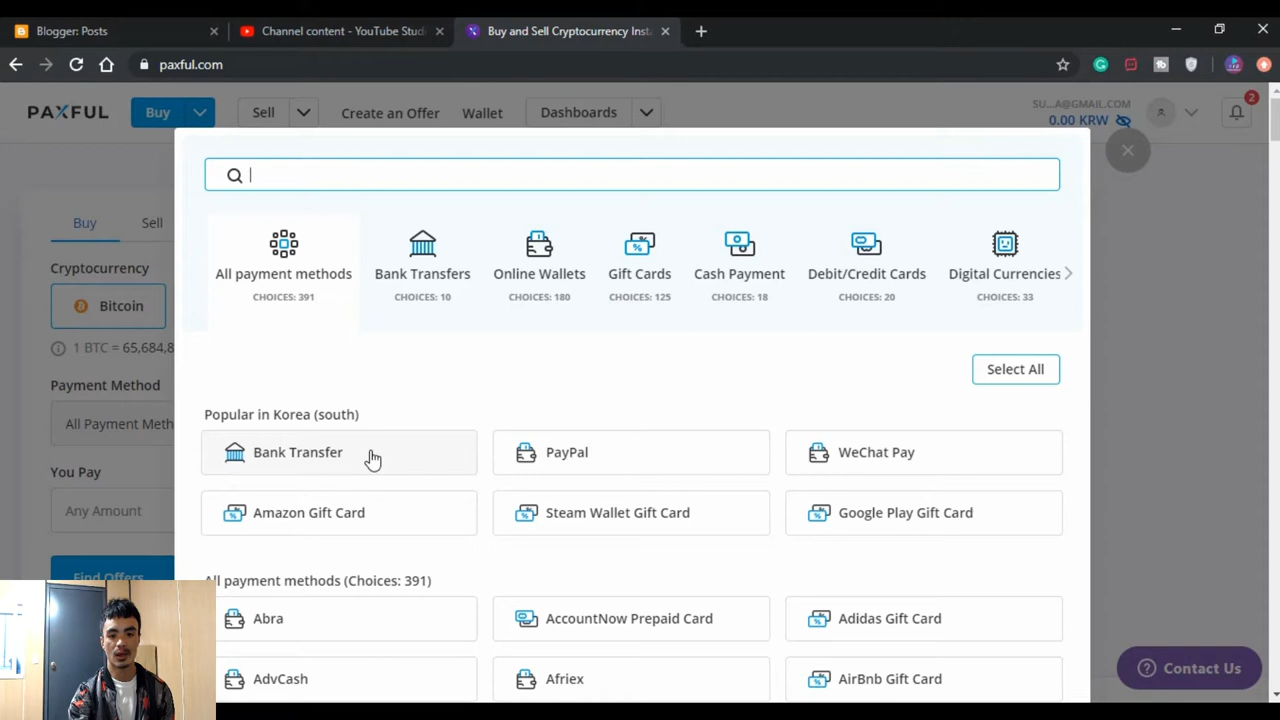 Blogger: Posts
Channel content - YouTube Stud
Buy and Sell Cryptocurrency Inst
paxful.com
PAXFUL
Buy
Sell
Create an Offer
Wallet
Dashboards
SU...A@GMAIL.COM
0.00 KRW
2
All payment methods
CHOICES: 391
Bank Transfers
CHOICES: 10
Online Wallets
CHOICES: 180
Gift Cards
CHOICES: 125
Cash Payment
CHOICES: 18
Debit/Credit Cards
CHOICES: 20
Digital Currencies
CHOICES: 33
Buy
Sell
Cryptocurrency
Bitcoin
1 BTC = 65,684,8
Payment Method
All Payment Meth
You Pay
Any Amount
Find Offers
Select All
Popular in Korea (south)
Bank Transfer
PayPal
WeChat Pay
Amazon Gift Card
Steam Wallet Gift Card
Google Play Gift Card
All payment methods (Choices: 391)
Abra
AccountNow Prepaid Card
Adidas Gift Card
AdvCash
Afriex
AirBnb Gift Card
Contact Us